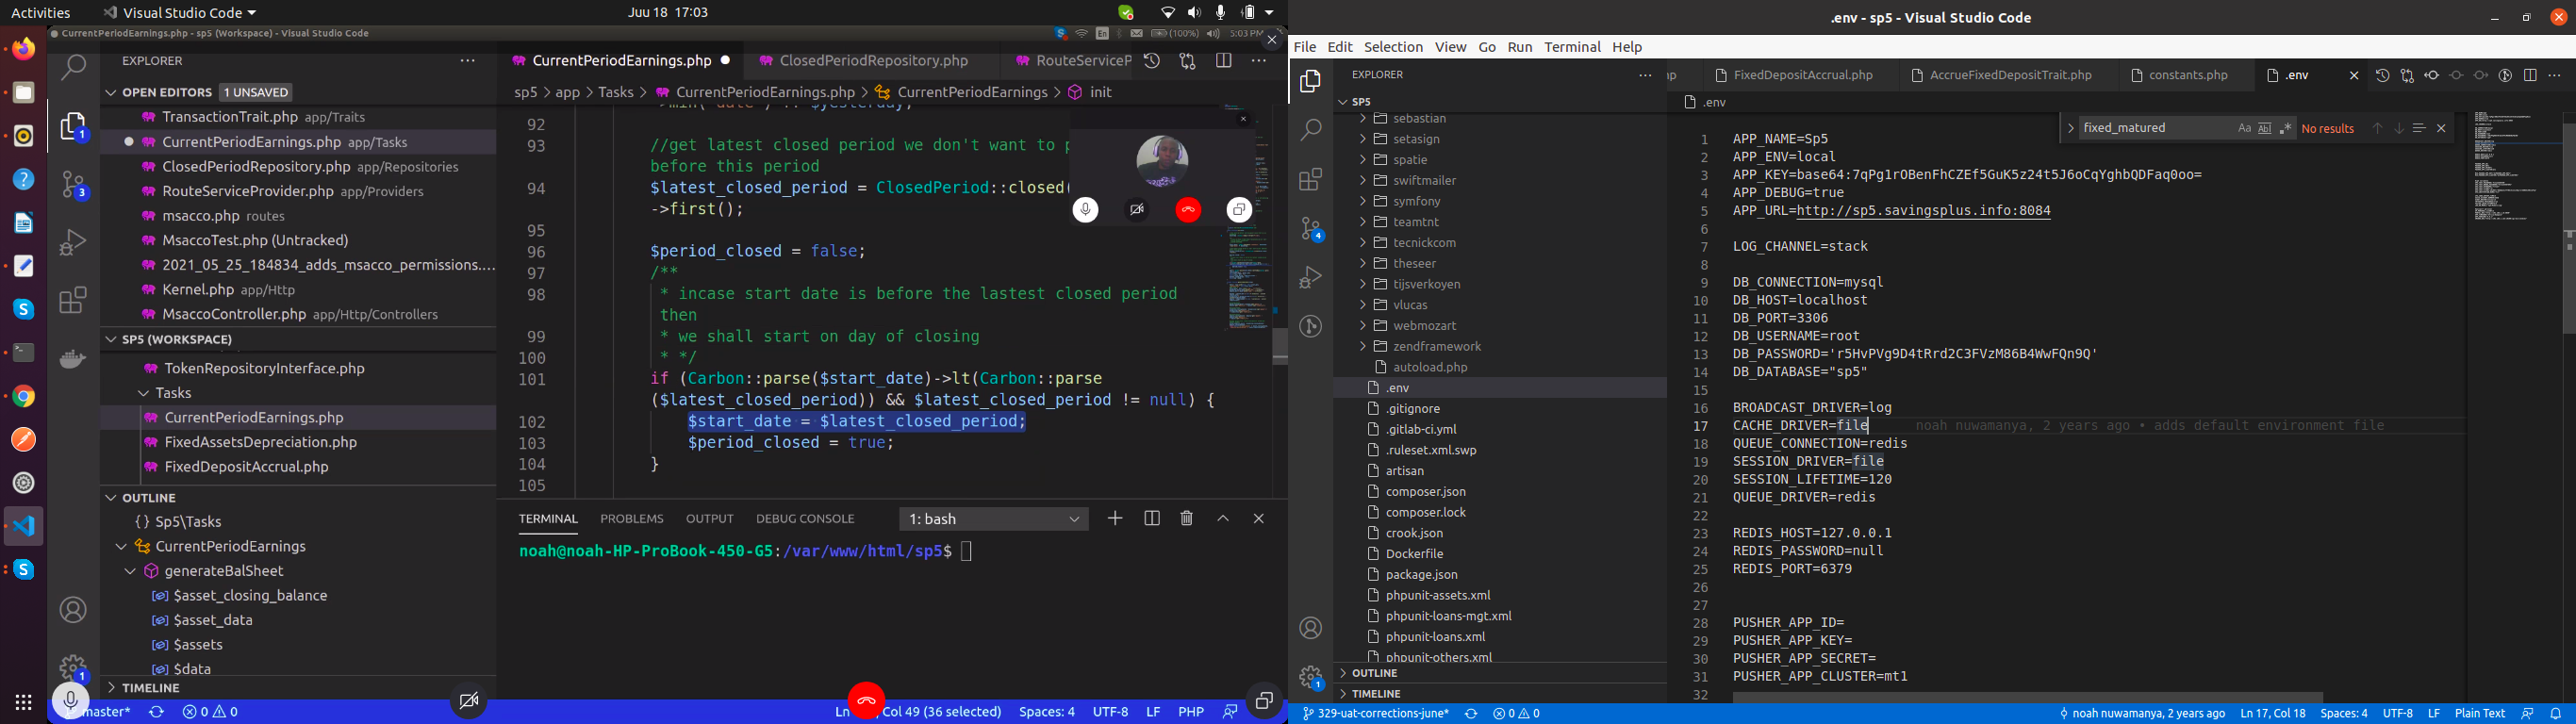 Activities
Visual Studio Code
Juu 18 17:03
CurrentPeriodEarnings.php - sp5 (Workspace) - Visual Studio Code
En
(100%)
5:03 PM
EXPLORER
OPEN EDITORS
1 UNSAVED
TransactionTrait.php app/Traits
CurrentPeriodEarnings.php app/Tasks
ClosedPeriodRepository.php app/Repositories
RouteServiceProvider.php app/Providers
msacco.php routes
MsaccoTest.php (Untracked)
2021_05_25_184834_adds_msacco_permissions....
Kernel.php app/Http
MsaccoController.php app/Http/Controllers
SP5 (WORKSPACE)
TokenRepositoryInterface.php
Tasks
CurrentPeriodEarnings.php
FixedAssetsDepreciation.php
FixedDepositAccrual.php
OUTLINE
{} Sp5\Tasks
CurrentPeriodEarnings
generateBalSheet
$asset_closing_balance
$asset_data
$assets
$data
TIMELINE
CurrentPeriodEarnings.php
ClosedPeriodRepository.php
RouteServiceP
sp5 > app > Tasks > CurrentPeriodEarnings.php > CurrentPeriodEarnings > init
92
93 //get latest closed period we don't want to p
before this period
94 $latest_closed_period = ClosedPeriod::closed(
->first();
95
96 $period_closed = false;
97 /**
98 * incase start date is before the lastest closed period
then
99 * we shall start on day of closing
100 * */
101 if (Carbon::parse($start_date)->lt(Carbon::parse
($latest_closed_period)) && $latest_closed_period != null) {
102 $start_date = $latest_closed_period;
103 $period_closed = true;
104 }
105
TERMINAL
PROBLEMS
OUTPUT
DEBUG CONSOLE
1: bash
noah@noah-HP-ProBook-450-G5:/var/www/html/sp5$
master*
0 0
Col 49 (36 selected)
Spaces: 4
UTF-8
LF
PHP
.env - sp5 - Visual Studio Code
File Edit Selection View Go Run Terminal Help
EXPLORER
SP5
sebastian
setasign
spatie
swiftmailer
symfony
teamtnt
tecnickcom
theseer
tijsverkoyen
vlucas
webmozart
zendframework
autoload.php
.env
.gitignore
.gitlab-ci.yml
.ruleset.xml.swp
artisan
composer.json
composer.lock
crook.json
Dockerfile
package.json
phpunit-assets.xml
phpunit-loans-mgt.xml
phpunit-loans.xml
phpunit-others.xml
OUTLINE
TIMELINE
FixedDepositAccrual.php
AccrueFixedDepositTrait.php
constants.php
.env
.env
fixed_matured
No results
1 APP_NAME=Sp5
2 APP_ENV=local
3 APP_KEY=base64:7qPg1rOBenFhCZEf5GuK5z24t5J6oCqYghbQDFaq0oo=
4 APP_DEBUG=true
5 APP_URL=http://sp5.savingsplus.info:8084
6
7 LOG_CHANNEL=stack
8
9 DB_CONNECTION=mysql
10 DB_HOST=localhost
11 DB_PORT=3306
12 DB_USERNAME=root
13 DB_PASSWORD='r5HvPVg9D4tRrd2C3FVzM86B4WwFQn9Q'
14 DB_DATABASE="sp5"
15
16 BROADCAST_DRIVER=log
17 CACHE_DRIVER=file noah nuwamanya, 2 years ago • adds default environment file
18 QUEUE_CONNECTION=redis
19 SESSION_DRIVER=file
20 SESSION_LIFETIME=120
21 QUEUE_DRIVER=redis
22
23 REDIS_HOST=127.0.0.1
24 REDIS_PASSWORD=null
25 REDIS_PORT=6379
26
27
28 PUSHER_APP_ID=
29 PUSHER_APP_KEY=
30 PUSHER_APP_SECRET=
31 PUSHER_APP_CLUSTER=mt1
32
329-uat-corrections-june*
0 0
noah nuwamanya, 2 years ago
Ln 17, Col 18
Spaces: 4
UTF-8
LF
Plain Text